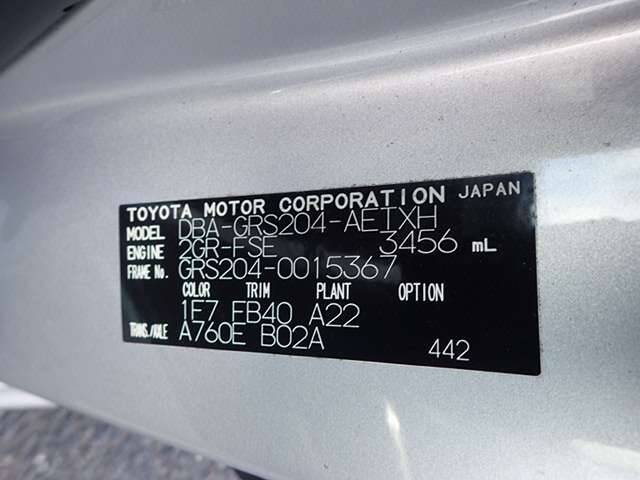 TOYOTA MOTOR CORPORATION JAPAN
MODEL DBA-GRS204-AETXH
ENGINE 2GR-FSE 3456 mL
FRAME No. GRS204-0015367
COLOR TRIM PLANT OPTION
1F7 FB40 A22
TRANS./AXLE A760E B02A
442